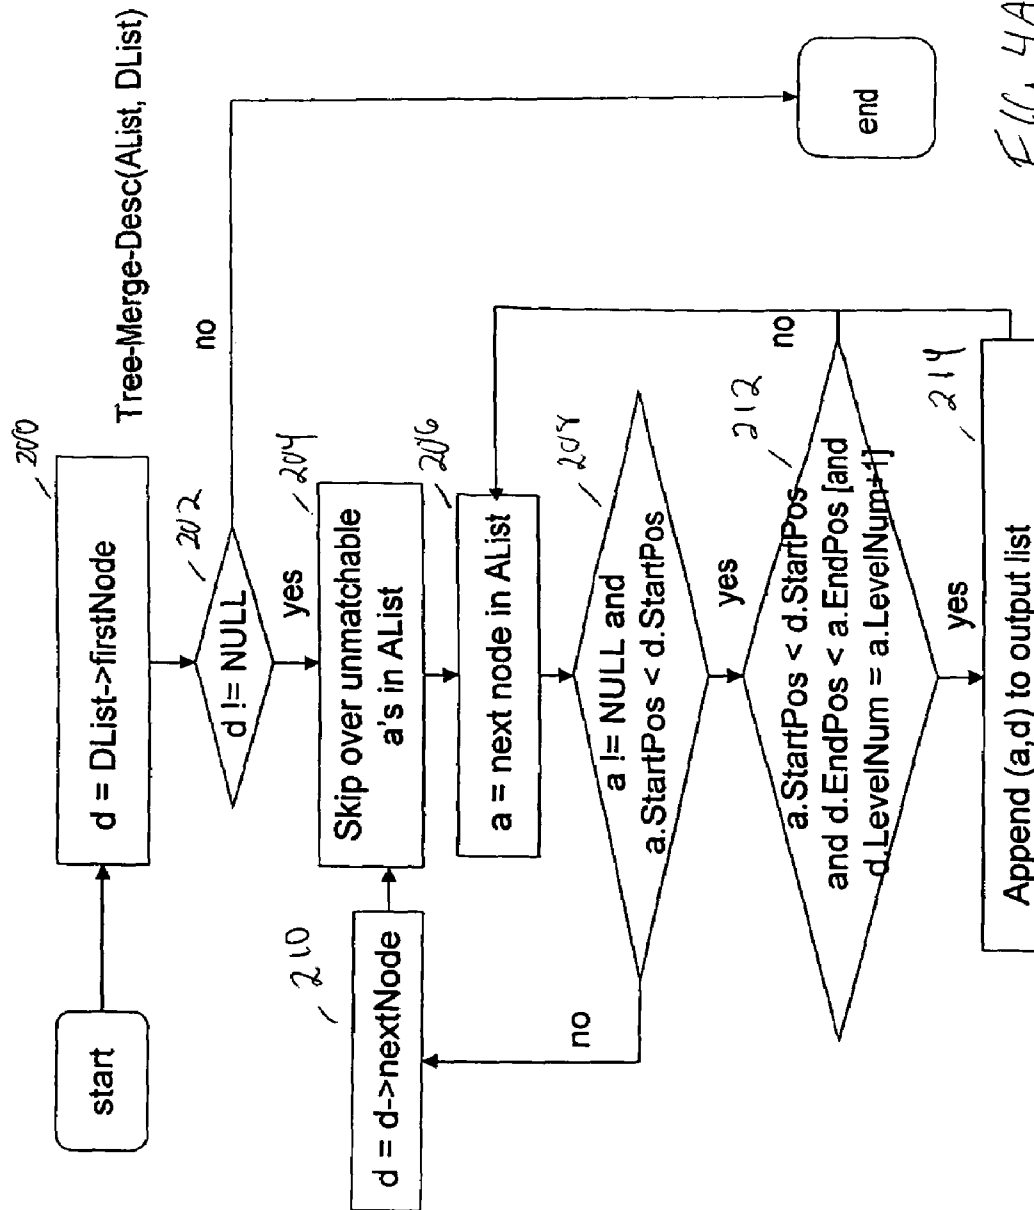 Tree-Merge-Desc(AList, DList)
start
d = DList->firstNode
200
d != NULL
202
no
yes
end
Skip over unmatchable
a's in AList
204
a = next node in AList
206
a != NULL and
a.StartPos < d.StartPos
208
no
d = d->nextNode
210
yes
a.StartPos < d.StartPos
and d.EndPos < a.EndPos [and
d.LevelNum = a.LevelNum+1]
212
no
yes
Append (a,d) to output list
214
FIG. 4A